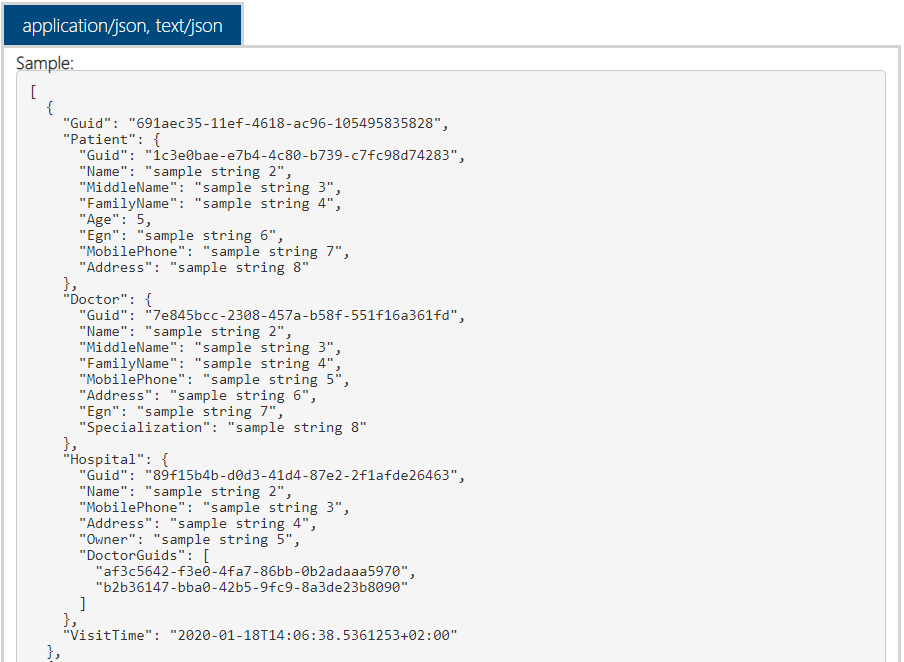 application/json, text/json
Sample:
[
  {
    "Guid": "691aec35-11ef-4618-ac96-105495835828",
    "Patient": {
      "Guid": "1c3e0bae-e7b4-4c80-b739-c7fc98d74283",
      "Name": "sample string 2",
      "MiddleName": "sample string 3",
      "FamilyName": "sample string 4",
      "Age": 5,
      "Egn": "sample string 6",
      "MobilePhone": "sample string 7",
      "Address": "sample string 8"
    },
    "Doctor": {
      "Guid": "7e845bcc-2308-457a-b58f-551f16a361fd",
      "Name": "sample string 2",
      "MiddleName": "sample string 3",
      "FamilyName": "sample string 4",
      "MobilePhone": "sample string 5",
      "Address": "sample string 6",
      "Egn": "sample string 7",
      "Specialization": "sample string 8"
    },
    "Hospital": {
      "Guid": "89f15b4b-d0d3-41d4-87e2-2f1afde26463",
      "Name": "sample string 2",
      "MobilePhone": "sample string 3",
      "Address": "sample string 4",
      "Owner": "sample string 5",
      "DoctorGuids": [
        "af3c5642-f3e0-4fa7-86bb-0b2adaaa5970",
        "b2b36147-bba0-42b5-9fc9-8a3de23b8090"
      ]
    },
    "VisitTime": "2020-01-18T14:06:38.5361253+02:00"
  },